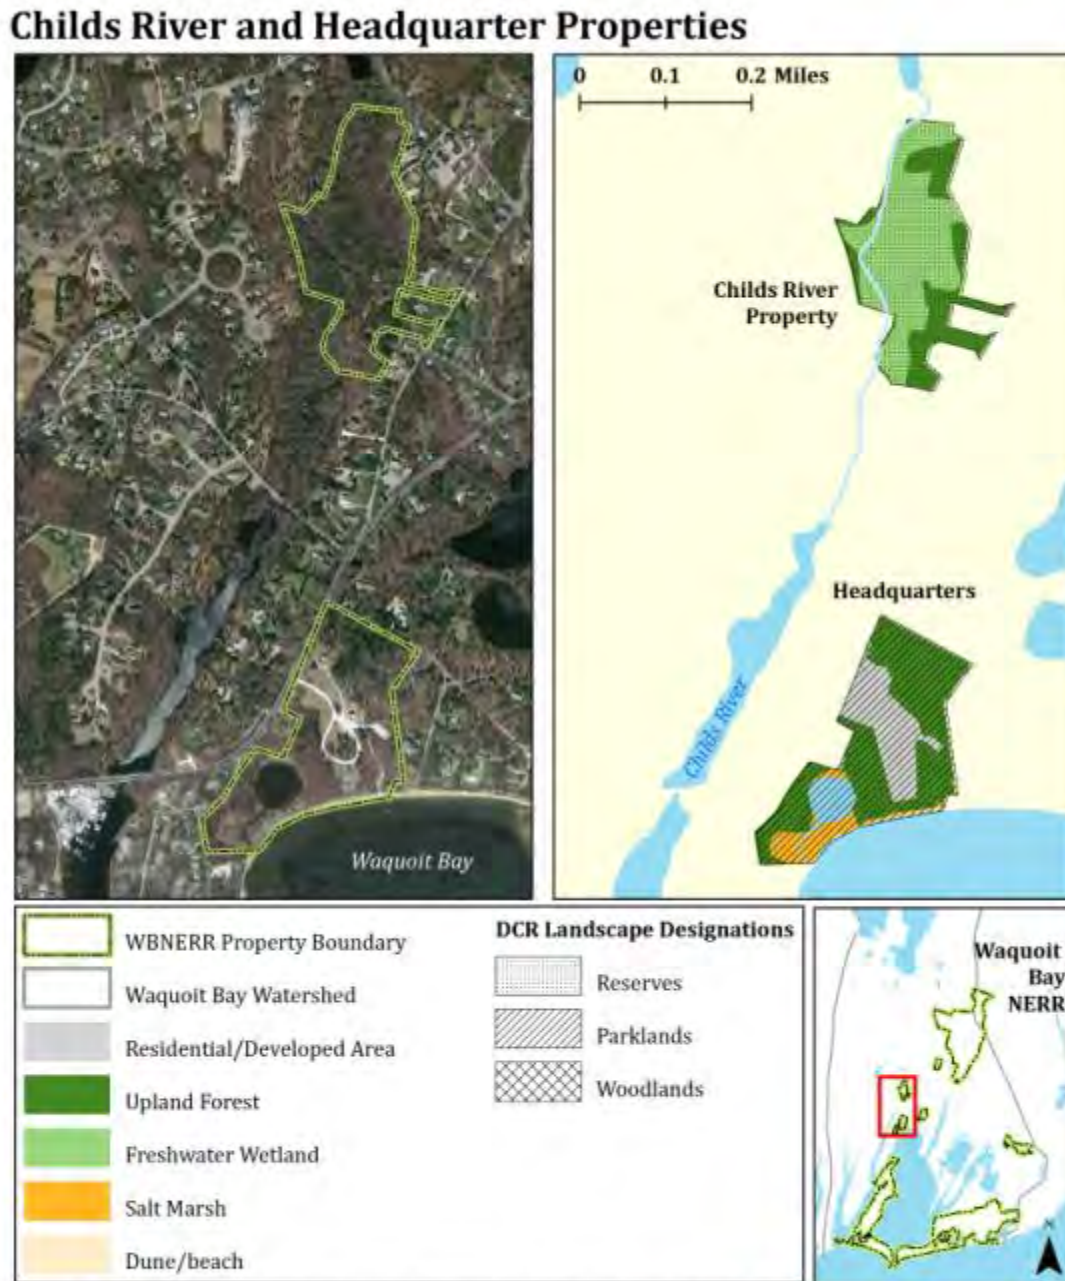 Childs River and Headquarter Properties
0 0.1 0.2 Miles
Childs River
Property
Headquarters
Childs River
Waquoit Bay
WBNERR Property Boundary
Waquoit Bay Watershed
Residential/Developed Area
Upland Forest
Freshwater Wetland
Salt Marsh
Dune/beach
DCR Landscape Designations
Reserves
Parklands
Woodlands
Waquoit
Bay
NERR
N